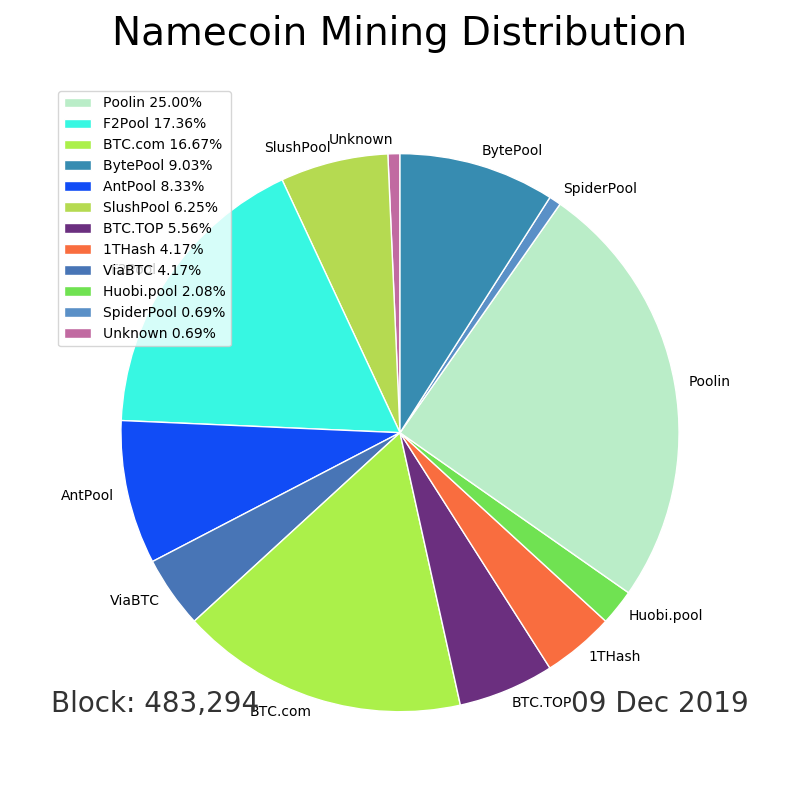 Namecoin Mining Distribution
Poolin 25.00%
F2Pool 17.36%
BTC.com 16.67%
BytePool 9.03%
AntPool 8.33%
SlushPool 6.25%
BTC.TOP 5.56%
1THash 4.17%
ViaBTC 4.17%
Huobi.pool 2.08%
SpiderPool 0.69%
Unknown 0.69%
Unknown
SlushPool
BytePool
SpiderPool
Poolin
AntPool
ViaBTC
Huobi.pool
1THash
BTC.TOP
BTC.com
Block: 483,294
09 Dec 2019